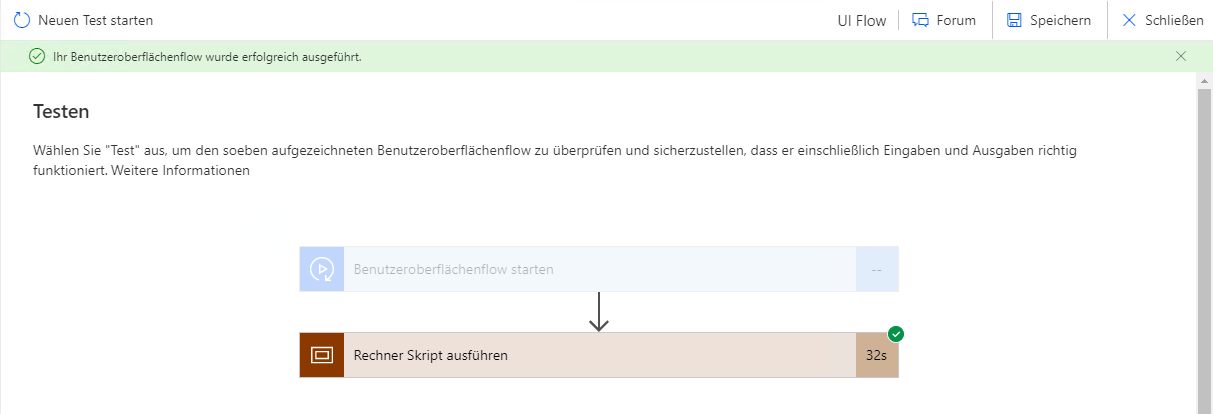 Neuen Test starten
UI Flow
Forum
Speichern
Schließen
Ihr Benutzeroberflächenflow wurde erfolgreich ausgeführt.
Testen
Wählen Sie "Test" aus, um den soeben aufgezeichneten Benutzeroberflächenflow zu überprüfen und sicherzustellen, dass er einschließlich Eingaben und Ausgaben richtig
funktioniert. Weitere Informationen
Benutzeroberflächenflow starten
--
Rechner Skript ausführen
32s